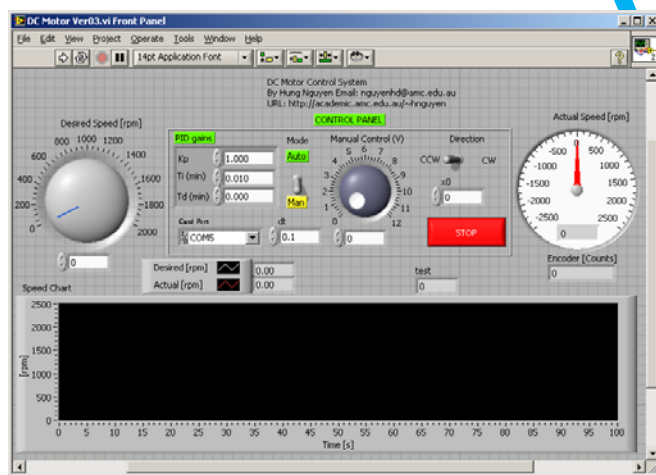 DC Motor Ver03.vi Front Panel
File Edit View Project Operate Tools Window Help
14pt Application Font
DC Motor Control System
By Hung Nguyen Email: nguyenhd@amc.edu.au
URL: http://academic.amc.edu.au/~hnguyen
CONTROL PANEL
Desired Speed [rpm]
0 200 400 600 800 1000 1200 1400 1600 1800 2000
0
PID gains
Kp 1.000
Ti (min) 0.010
Td (min) 0.000
COM5
Mode
Auto
Man
dt
0.1
Manual Control (V)
0 1 2 3 4 5 6 7 8 9 10 11 12
0
Direction
CCW CW
x0
0
STOP
Actual Speed [rpm]
-2500 -2000 -1500 -1000 -500 0 500 1000 1500 2000 2500
0
Encoder [Counts]
0
Desired [rpm] 0.00
Actual [rpm] 0.00
test
0
Speed Chart
[rpm]
2500
2000
1500
1000
500
0
0 5 10 15 20 25 30 35 40 45 50 55 60 65 70 75 80 85 90 95 100
Time [s]